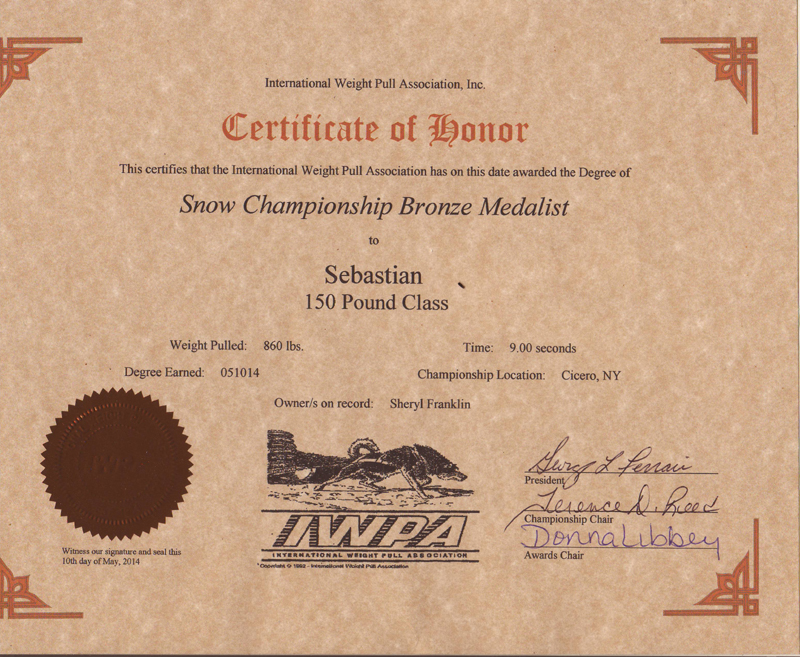 International Weight Pull Association, Inc.
Certificate of Honor
This certifies that the International Weight Pull Association has on this date awarded the Degree of
Snow Championship Bronze Medalist
to
Sebastian
150 Pound Class
Weight Pulled: 860 lbs.
Time: 9.00 seconds
Degree Earned: 051014
Championship Location: Cicero, NY
Owner/s on record: Sheryl Franklin
President
Terence D. Reed
Championship Chair
Donna Libbey
Awards Chair
IWPA
INTERNATIONAL WEIGHT PULL ASSOCIATION
Witness our signature and seal this
10th day of May, 2014